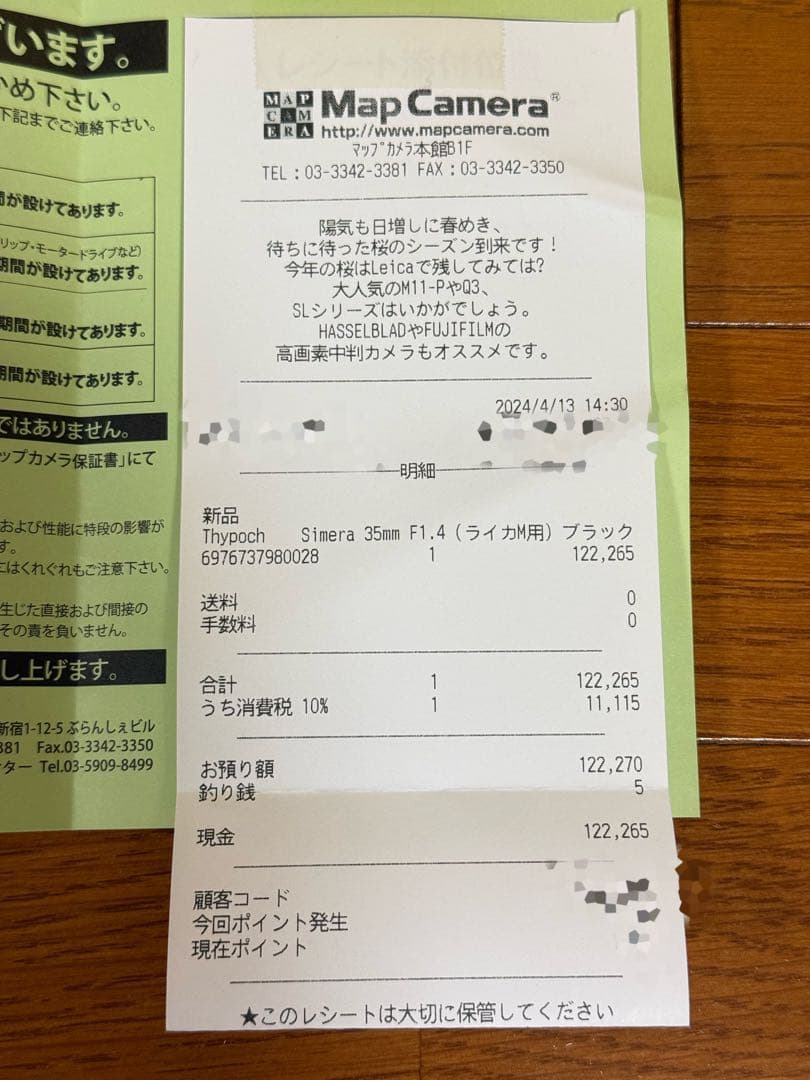 います。
め下さい。
下記までご連絡下さい。
が設けてあります。
リップ・モータードライブなど)
期間が設けてあります。
期間が設けてあります。
期間が設けてあります。
ではありません。
ップカメラ保証書」にて
および性能に特段の影響が
す。
にはくれぐれもご注意下さい。
生じた直接および間接の
その責を負いません。
し上げます。
新宿1-12-5 ぶらんしぇビル
381 Fax.03-3342-3350
ター Tel.03-5909-8499
MAP CAMERA
Map Camera®
http://www.mapcamera.com
マップカメラ本館B1F
TEL：03-3342-3381 FAX：03-3342-3350
陽気も日増しに春めき、
待ちに待った桜のシーズン到来です！
今年の桜はLeicaで残してみては?
大人気のM11-PやQ3、
SLシリーズはいかがでしょう。
HASSELBLADやFUJIFILMの
高画素中判カメラもオススメです。
2024/4/13 14:30
明細
新品
Thypoch Simera 35mm F1.4（ライカM用）ブラック
6976737980028 1 122,265
送料 0
手数料 0
合計 1 122,265
うち消費税 10% 1 11,115
お預り額 122,270
釣り銭 5
現金 122,265
顧客コード
今回ポイント発生
現在ポイント
★このレシートは大切に保管してください